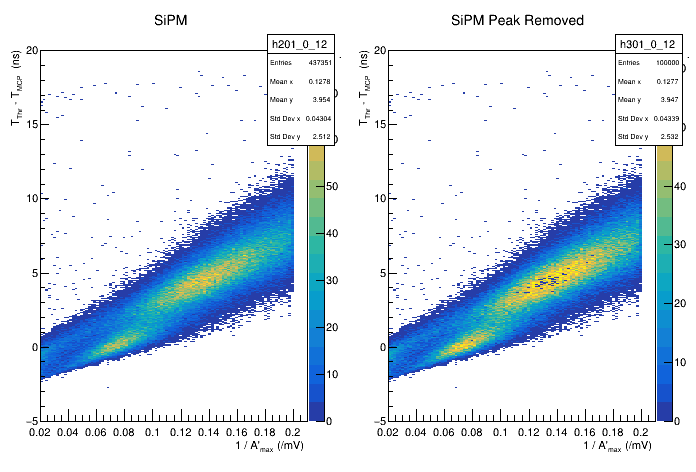 SiPM
SiPM Peak Removed
h201_0_12
Entries 437351
Mean x 0.1278
Mean y 3.954
Std Dev x 0.04304
Std Dev y 2.512
h301_0_12
Entries 100000
Mean x 0.1277
Mean y 3.947
Std Dev x 0.04339
Std Dev y 2.532
T_Thr - T_MCP (ns)
20
15
10
5
0
−5
0.02 0.04 0.06 0.08 0.1 0.12 0.14 0.16 0.18 0.2
1 / A'_max (/mV)
50
40
30
20
10
0
T_Thr - T_MCP (ns)
20
15
10
5
0
−5
0.02 0.04 0.06 0.08 0.1 0.12 0.14 0.16 0.18 0.2
1 / A'_max (/mV)
40
30
20
10
0